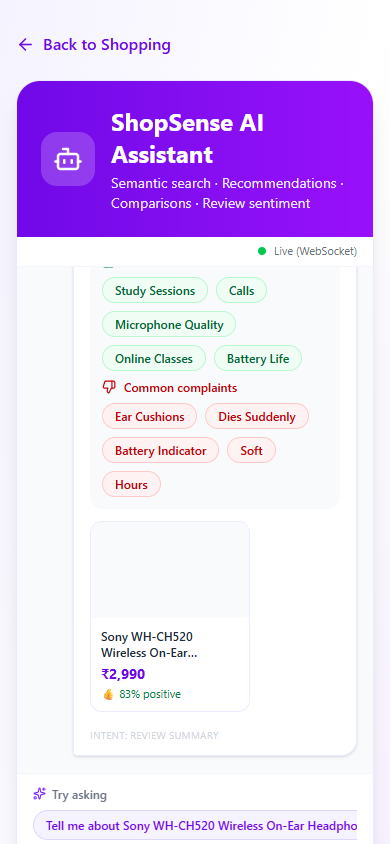 Back to Shopping
ShopSense AI
Assistant
Semantic search · Recommendations ·
Comparisons · Review sentiment
Live (WebSocket)
Study Sessions
Calls
Microphone Quality
Online Classes
Battery Life
Common complaints
Ear Cushions
Dies Suddenly
Battery Indicator
Soft
Hours
Sony WH-CH520
Wireless On-Ear...
₹2,990
👍 83% positive
INTENT: REVIEW SUMMARY
Try asking
Tell me about Sony WH-CH520 Wireless On-Ear Headpho